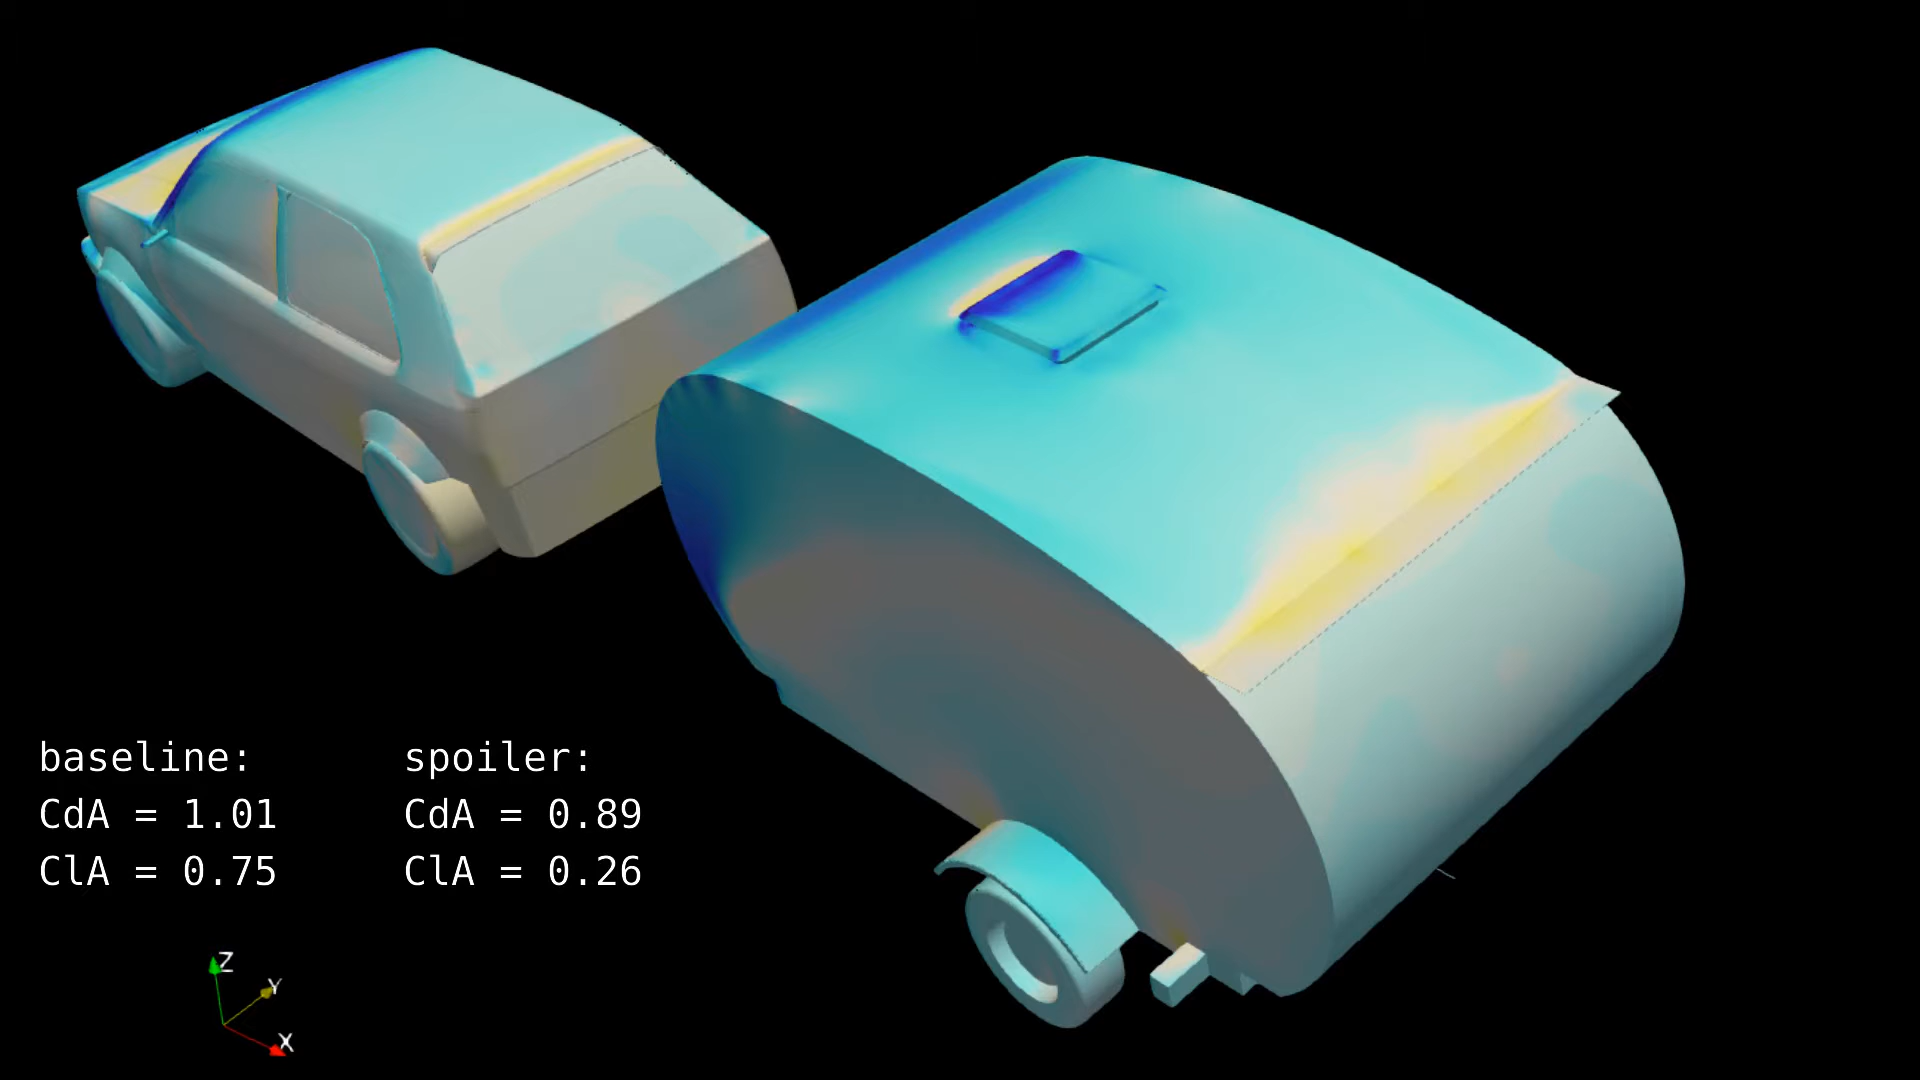 baseline:
CdA = 1.01
ClA = 0.75
spoiler:
CdA = 0.89
ClA = 0.26
Z
Y
X